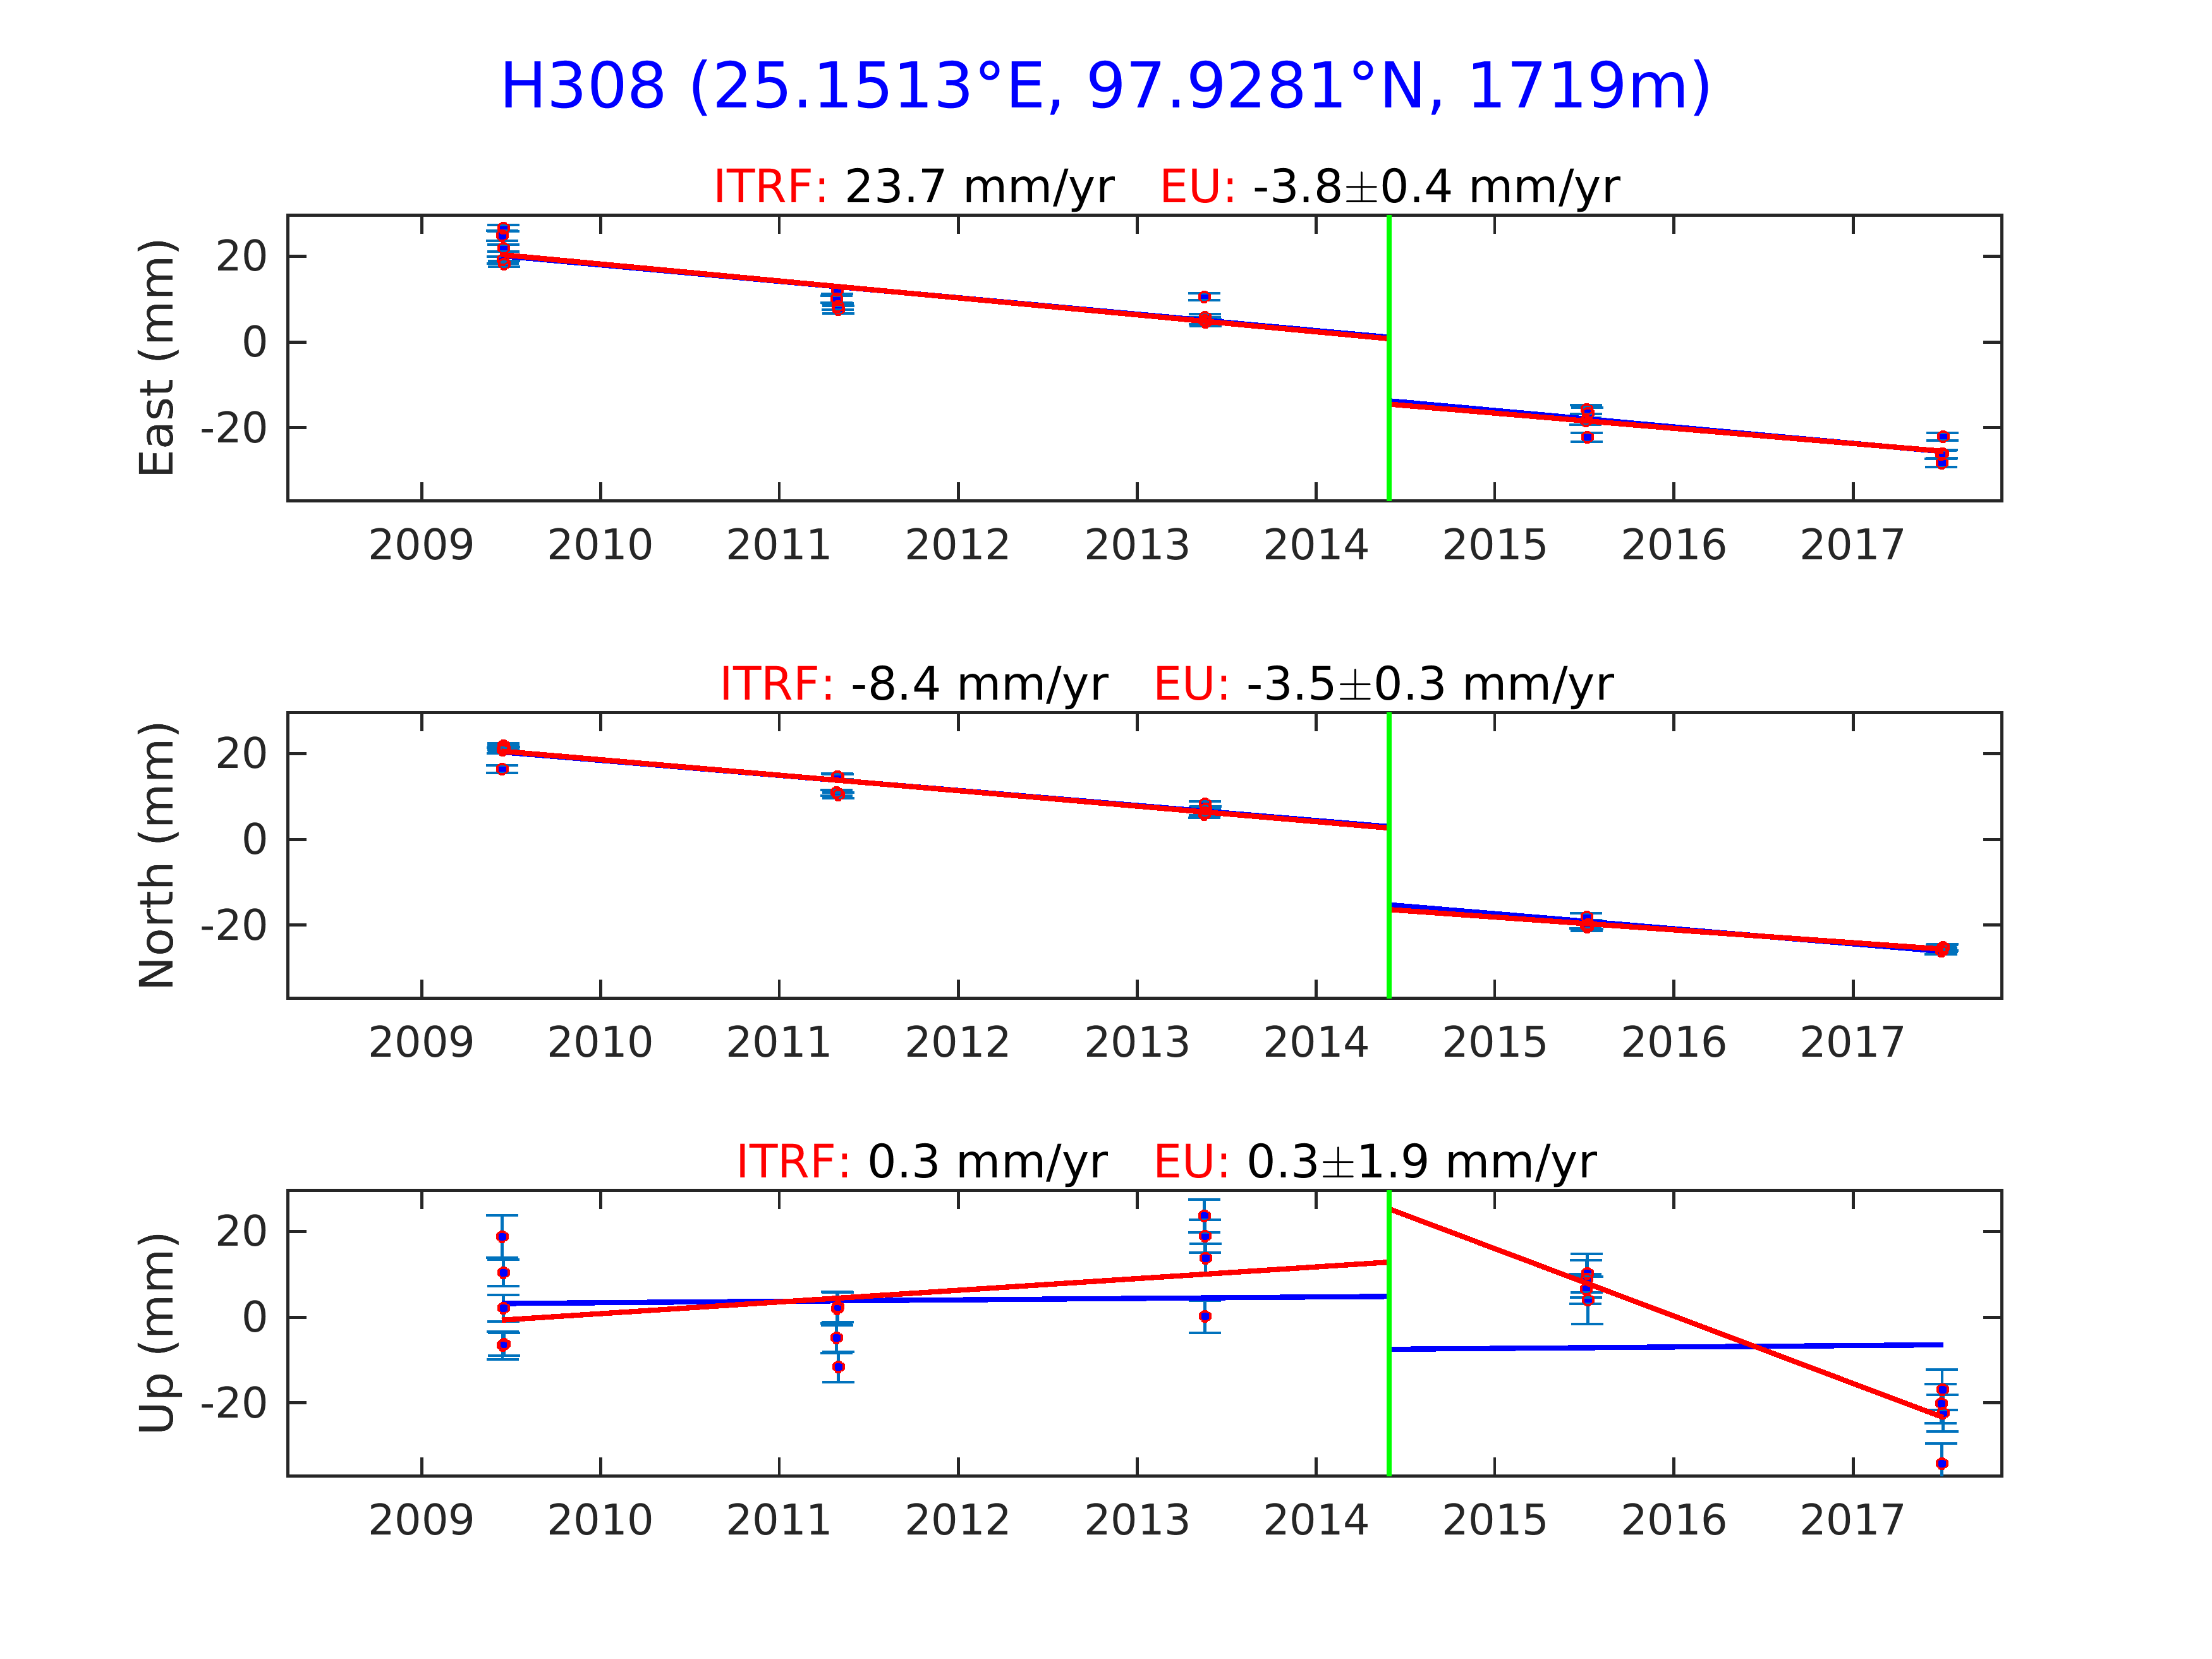 H308 (25.1513°E, 97.9281°N, 1719m)
ITRF: 23.7 mm/yr EU: -3.8±0.4 mm/yr
East (mm)
20
0
-20
2009 2010 2011 2012 2013 2014 2015 2016 2017
ITRF: -8.4 mm/yr EU: -3.5±0.3 mm/yr
North (mm)
20
0
-20
2009 2010 2011 2012 2013 2014 2015 2016 2017
ITRF: 0.3 mm/yr EU: 0.3±1.9 mm/yr
Up (mm)
20
0
-20
2009 2010 2011 2012 2013 2014 2015 2016 2017